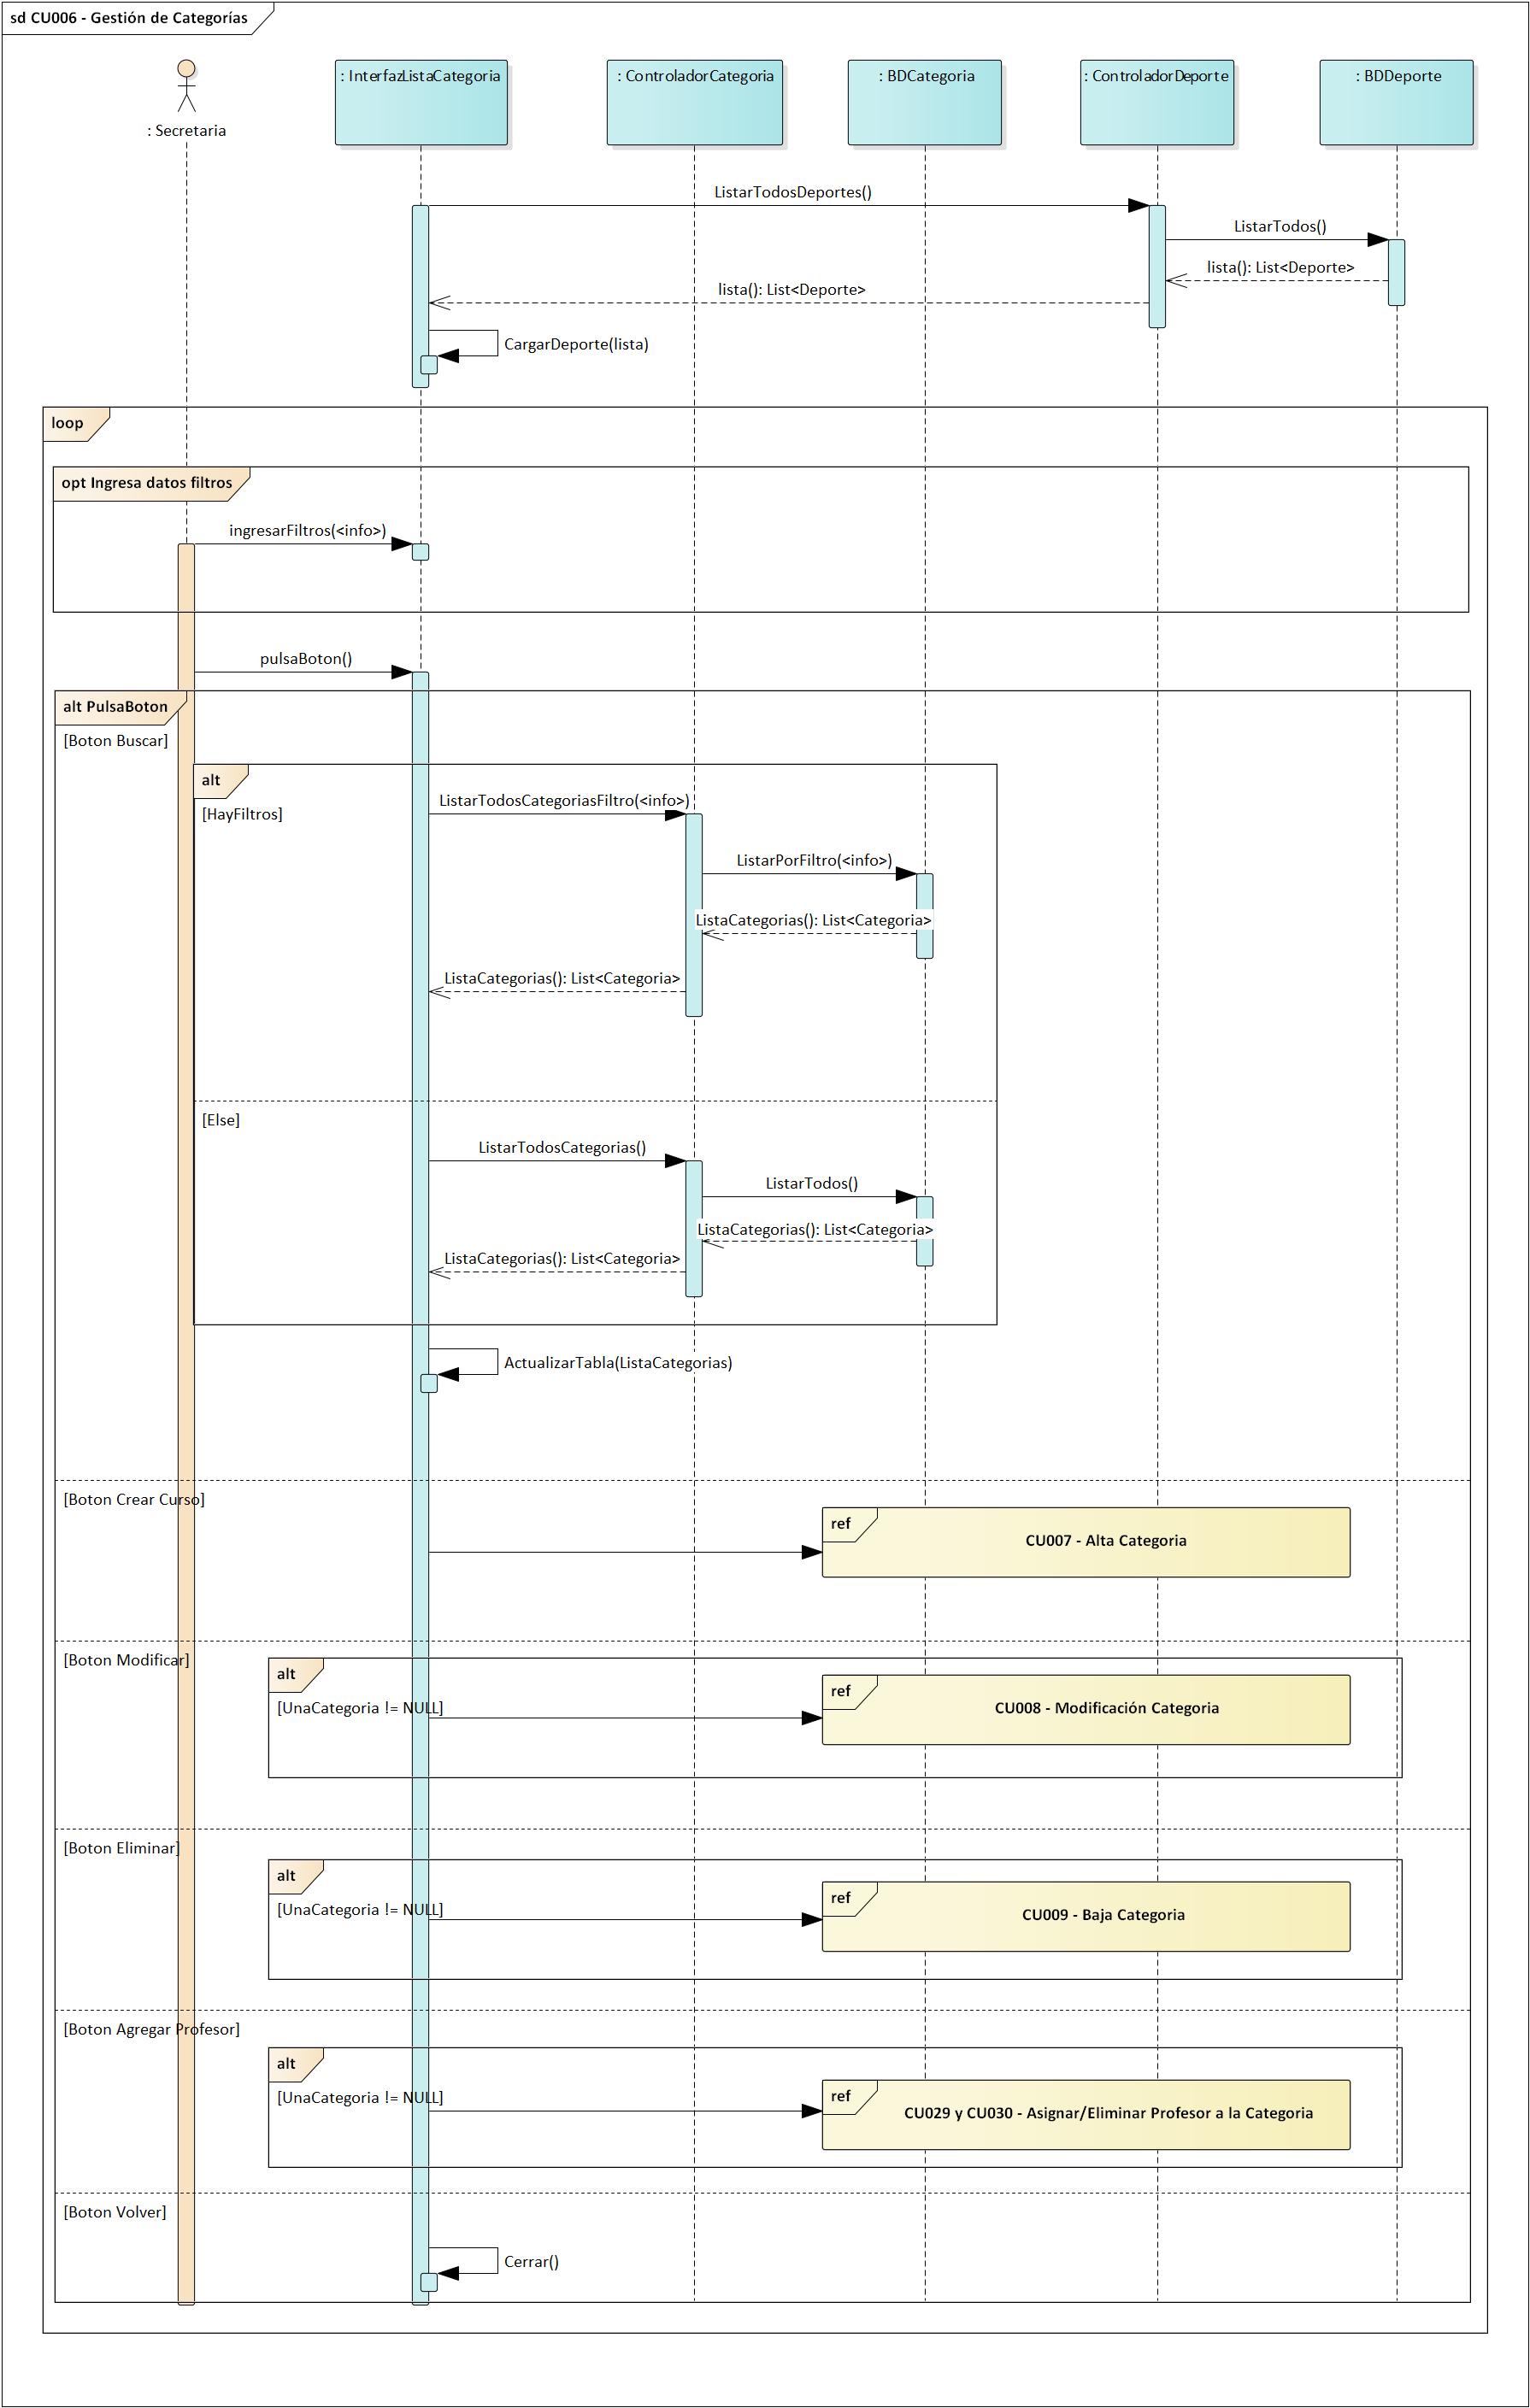 sd CU006 - Gestión de Categorías
: Secretaria
: InterfazListaCategoria
: ControladorCategoria
: BDCategoria
: ControladorDeporte
: BDDeporte
ListarTodosDeportes()
ListarTodos()
lista(): List<Deporte>
lista(): List<Deporte>
CargarDeporte(lista)
loop
opt Ingresa datos filtros
ingresarFiltros(<info>)
pulsaBoton()
alt PulsaBoton
[Boton Buscar]
alt
[HayFiltros]
ListarTodosCategoriasFiltro(<info>)
ListarPorFiltro(<info>)
ListaCategorias(): List<Categoria>
ListaCategorias(): List<Categoria>
[Else]
ListarTodosCategorias()
ListarTodos()
ListaCategorias(): List<Categoria>
ListaCategorias(): List<Categoria>
ActualizarTabla(ListaCategorias)
[Boton Crear Curso]
ref
CU007 - Alta Categoria
[Boton Modificar]
alt
[UnaCategoria != NULL]
ref
CU008 - Modificación Categoria
[Boton Eliminar]
alt
[UnaCategoria != NULL]
ref
CU009 - Baja Categoria
[Boton Agregar Profesor]
alt
[UnaCategoria != NULL]
ref
CU029 y CU030 - Asignar/Eliminar Profesor a la Categoria
[Boton Volver]
Cerrar()